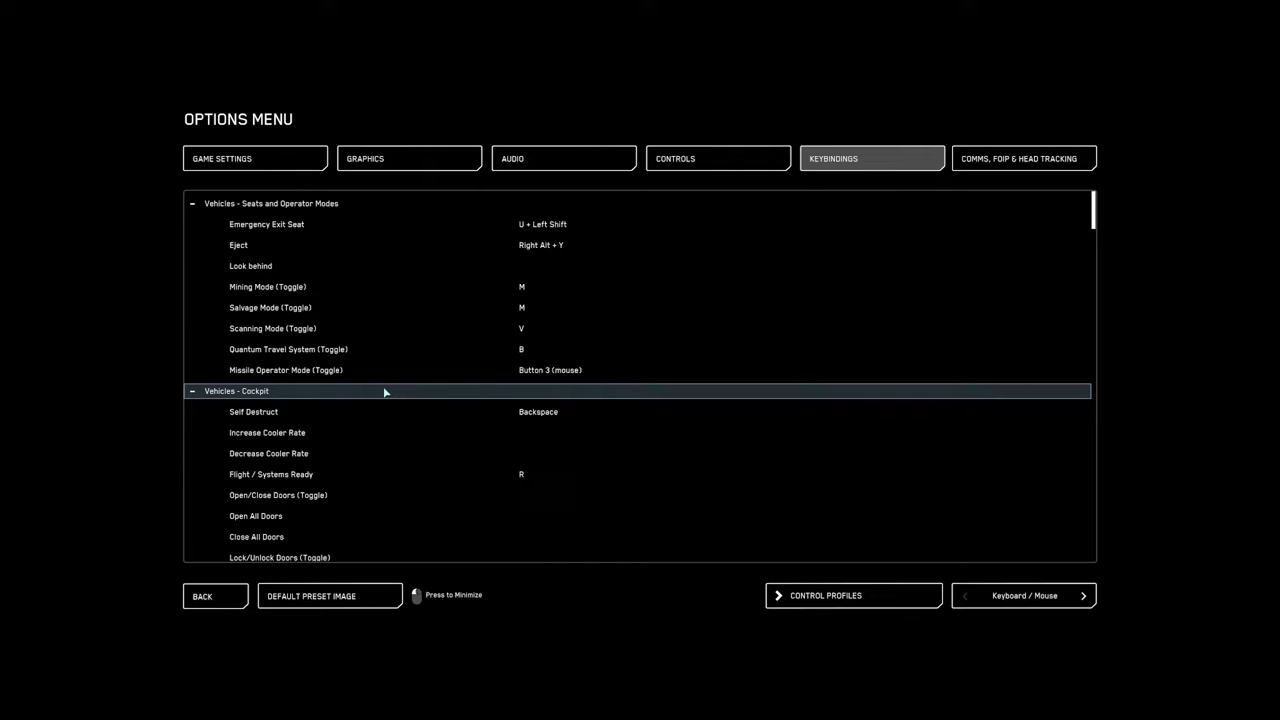 OPTIONS MENU
GAME SETTINGS GRAPHICS AUDIO CONTROLS KEYBINDINGS COMMS, FOIP & HEAD TRACKING
- Vehicles - Seats and Operator Modes
Emergency Exit Seat U + Left Shift
Eject Right Alt + Y
Look behind
Mining Mode (Toggle) M
Salvage Mode (Toggle) M
Scanning Mode (Toggle) V
Quantum Travel System (Toggle) B
Missile Operator Mode (Toggle) Button 3 (mouse)
- Vehicles - Cockpit
Self Destruct Backspace
Increase Cooler Rate
Decrease Cooler Rate
Flight / Systems Ready R
Open/Close Doors (Toggle)
Open All Doors
Close All Doors
Lock/Unlock Doors (Toggle)
BACK DEFAULT PRESET IMAGE Press to Minimize CONTROL PROFILES Keyboard / Mouse